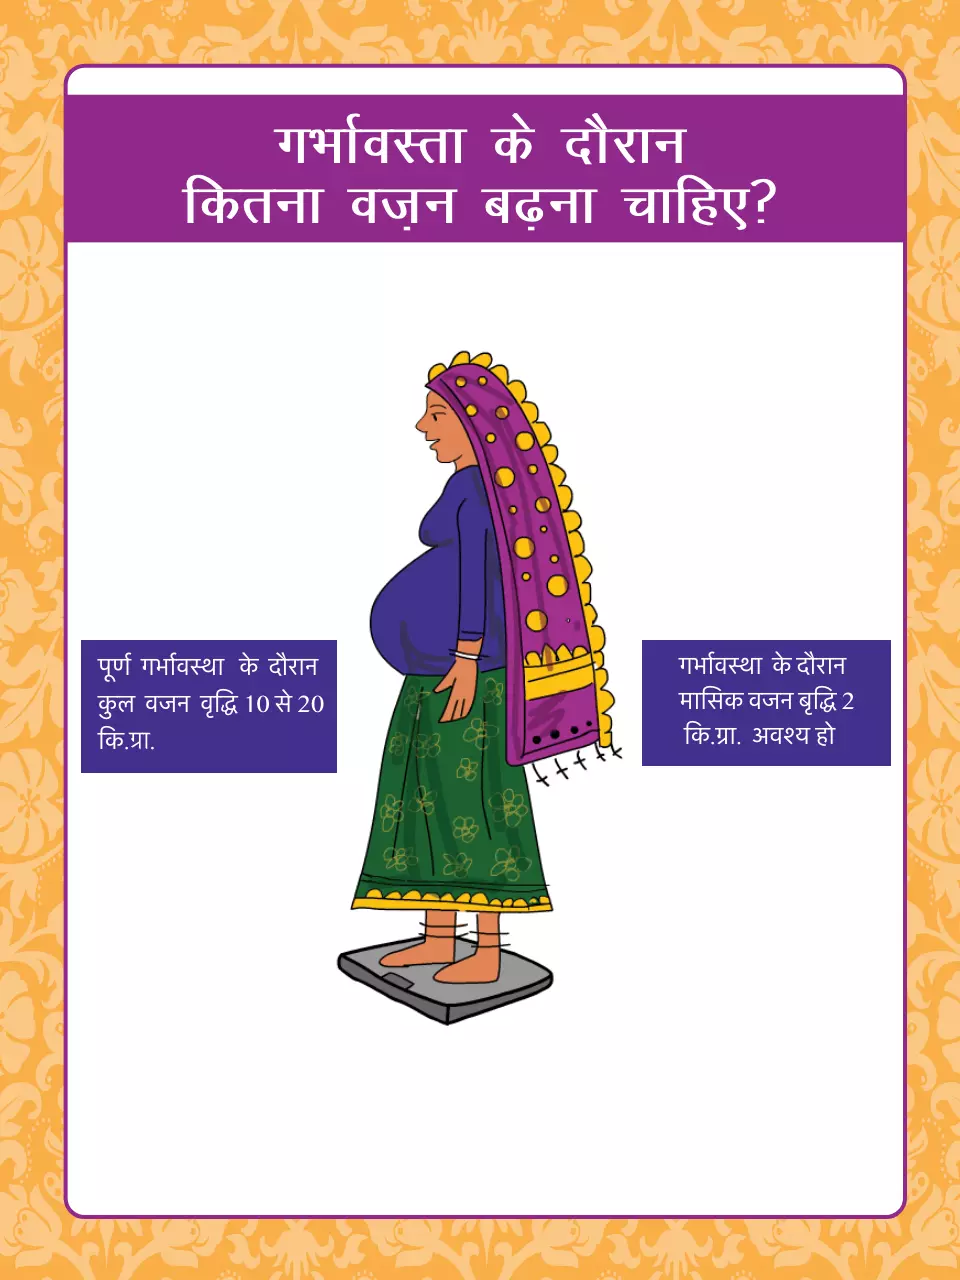 गर्भावस्ता के दौरान
कितना वज़न बढ़ना चाहिए?
पूर्ण गर्भावस्था के दौरान
कुल वजन वृद्धि 10 से 20
कि.ग्रा.
गर्भावस्था के दौरान
मासिक वजन बृद्धि 2
कि.ग्रा. अवश्य हो